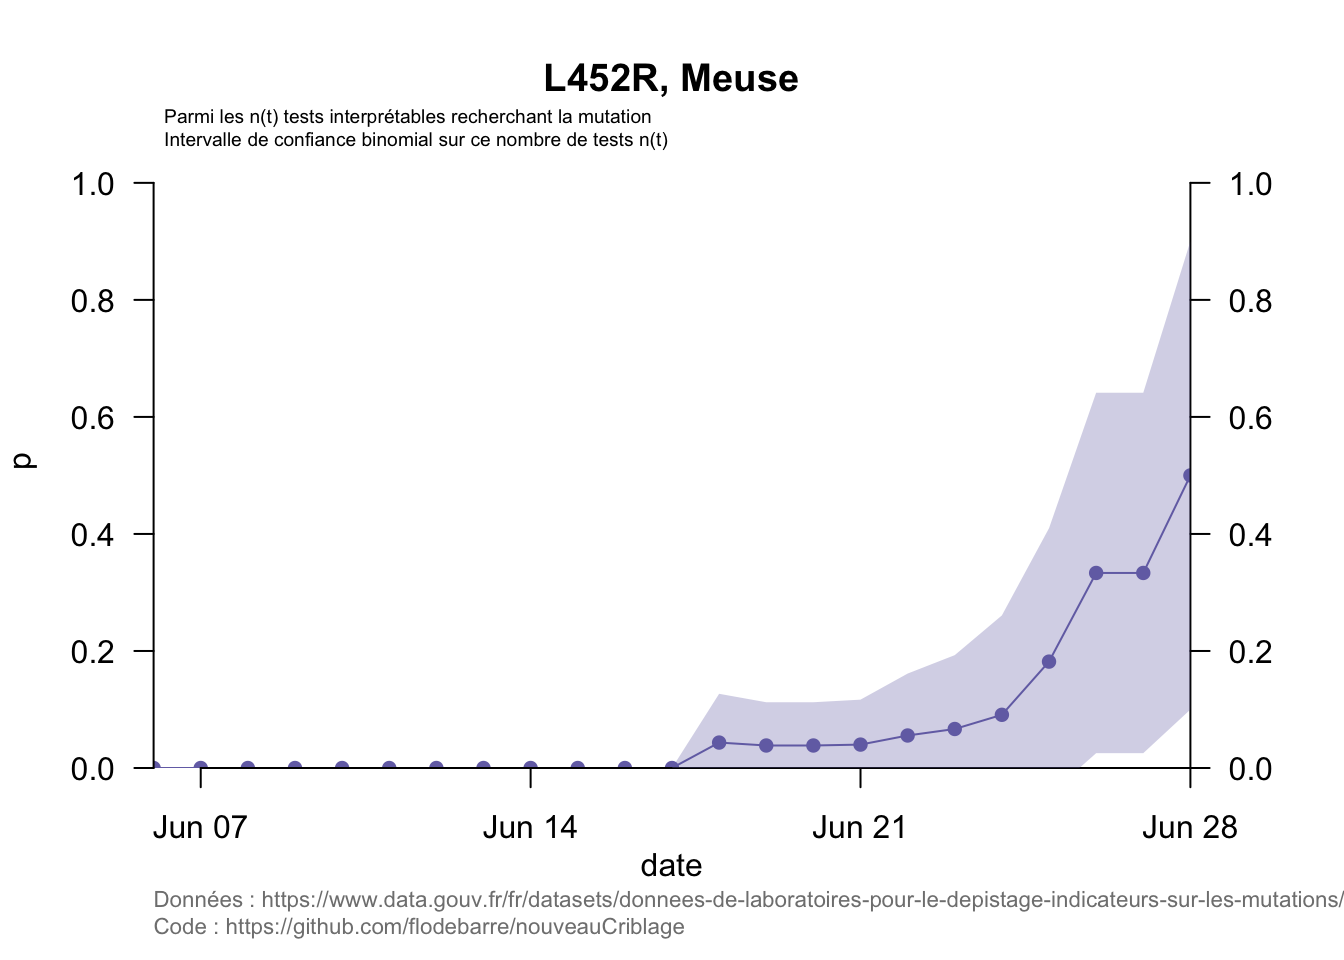 L452R, Meuse
Parmi les n(t) tests interprétables recherchant la mutation
Intervalle de confiance binomial sur ce nombre de tests n(t)
1.0 1.0
0.8 0.8
0.6 0.6
p
0.4 0.4
0.2 0.2
0.0 0.0
Jun 07 Jun 14 Jun 21 Jun 28
date
Données : https://www.data.gouv.fr/fr/datasets/donnees-de-laboratoires-pour-le-depistage-indicateurs-sur-les-mutations/
Code : https://github.com/flodebarre/nouveauCriblage